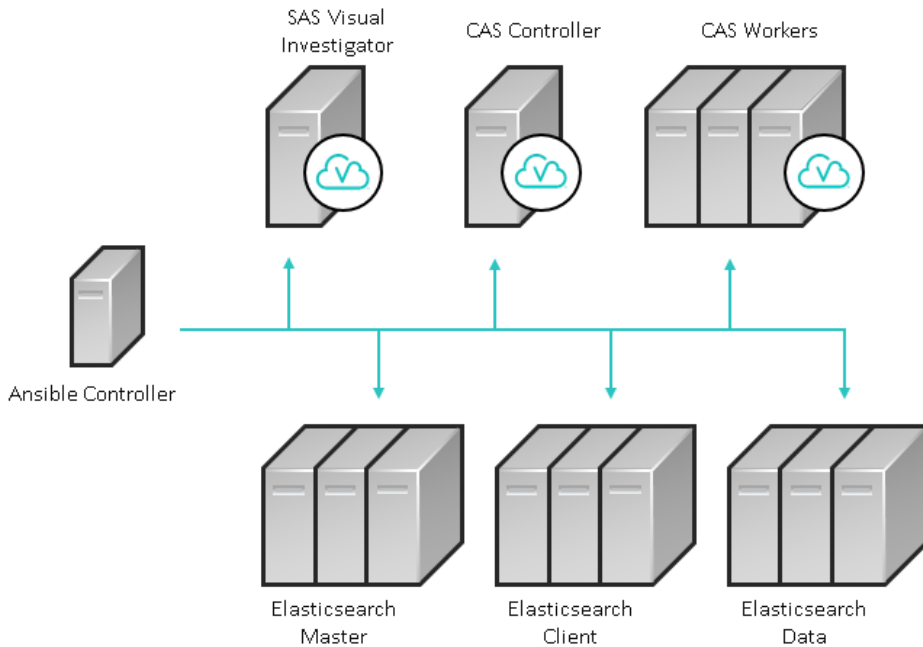 SAS Visual
Investigator
CAS Controller
CAS Workers
Ansible Controller
Elasticsearch
Master
Elasticsearch
Client
Elasticsearch
Data